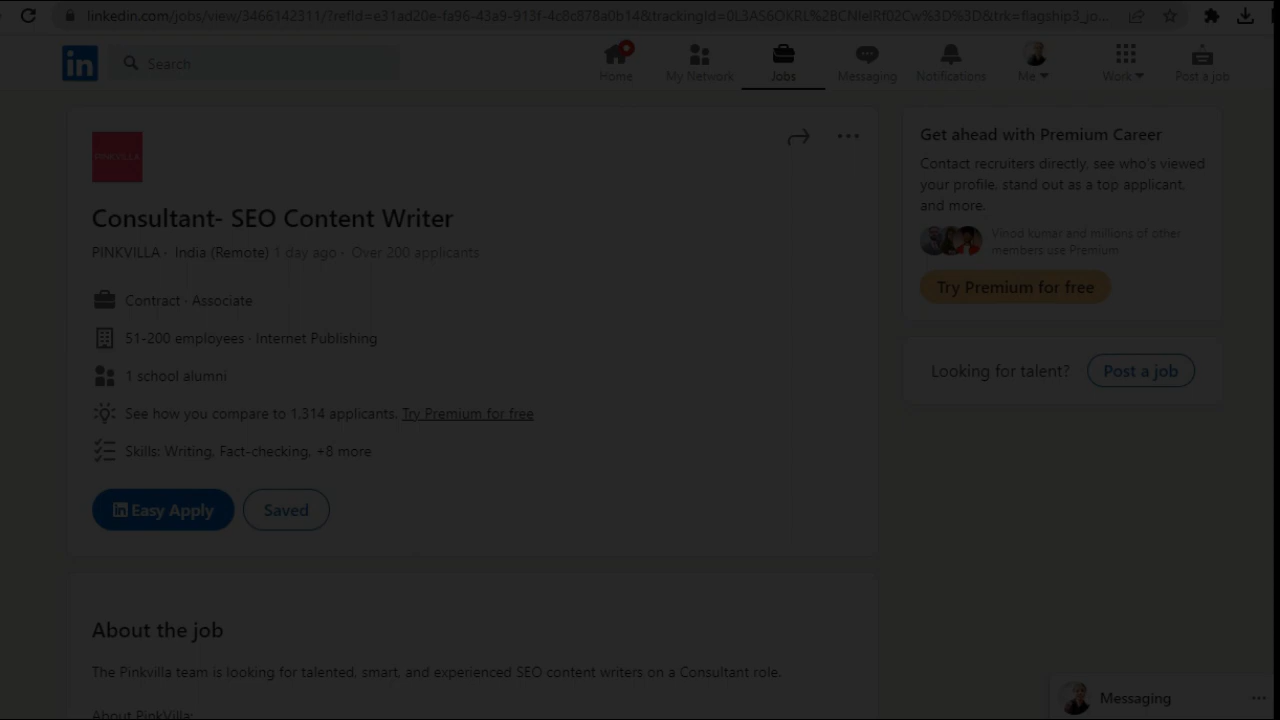 linkedin.com/jobs/view/3466142311/?refId=e31ad20e-fa96-43a9-913f-4c8c878a0b14&trackingId=0L3AS6OKRL%2BCNlelRf02Cw%3D%3D&trk=flagship3_jo...
in
Search
Home
My Network
Jobs
Messaging
Notifications
Me
Work
Post a job
PINKVILLA
Consultant- SEO Content Writer
PINKVILLA · India (Remote) 1 day ago · Over 200 applicants
Contract · Associate
51-200 employees · Internet Publishing
1 school alumni
See how you compare to 1,314 applicants. Try Premium for free
Skills: Writing, Fact-checking, +8 more
in Easy Apply
Saved
About the job
The Pinkvilla team is looking for talented, smart, and experienced SEO content writers on a Consultant role.
About PinkVilla:
Get ahead with Premium Career
Contact recruiters directly, see who's viewed
your profile, stand out as a top applicant,
and more.
Vinod kumar and millions of other
members use Premium
Try Premium for free
Looking for talent?
Post a job
Messaging